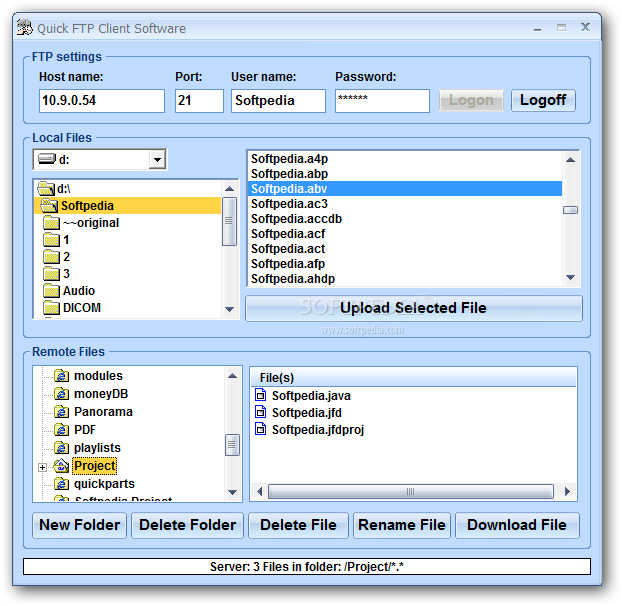 Quick FTP Client Software
FTP settings
Host name: Port: User name: Password:
10.9.0.54 21 Softpedia ****** Logon Logoff
Local Files
d:
d:\
Softpedia
~~original
1
2
3
Audio
DICOM
Softpedia.a4p
Softpedia.abp
Softpedia.abv
Softpedia.ac3
Softpedia.accdb
Softpedia.acf
Softpedia.act
Softpedia.afp
Softpedia.ahdp
Upload Selected File
SOFTPEDIA
www.softpedia.com
Remote Files
modules
moneyDB
Panorama
PDF
playlists
Project
quickparts
Softpedia Project
File(s)
Softpedia.java
Softpedia.jfd
Softpedia.jfdproj
New Folder Delete Folder Delete File Rename File Download File
Server: 3 Files in folder: /Project/*.*